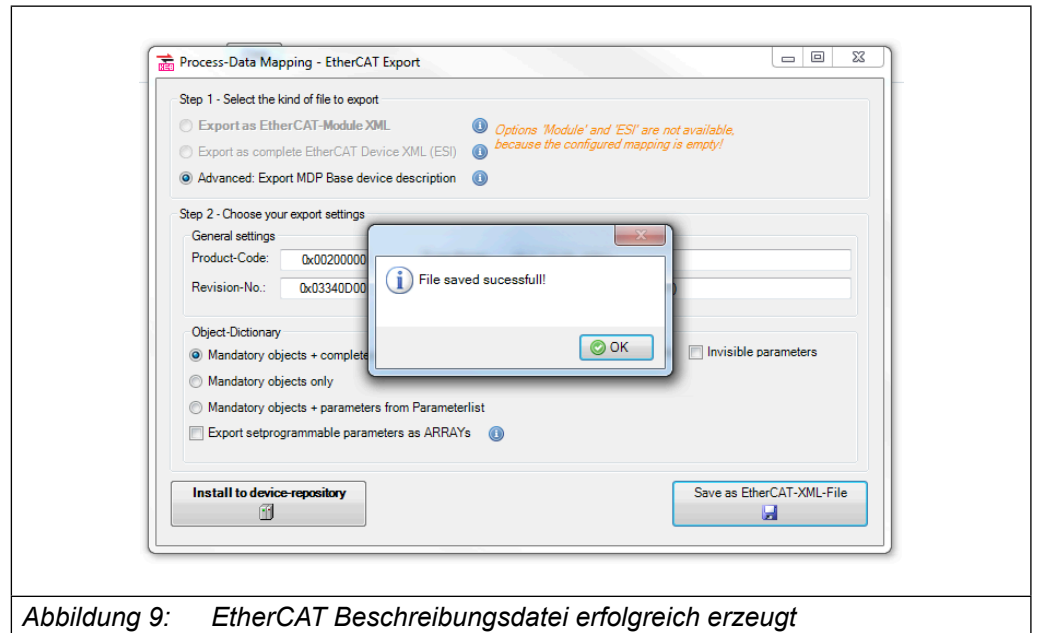 KEB
Process-Data Mapping - EtherCAT Export
Step 1 - Select the kind of file to export
Export as EtherCAT-Module XML
Options 'Module' and 'ESI' are not available,
because the configured mapping is empty!
Export as complete EtherCAT Device XML (ESI)
Advanced: Export MDP Base device description
Step 2 - Choose your export settings
General settings
Product-Code: 0x00200000
Revision-No.: 0x03340D00
File saved sucessfull!
OK
Object-Dictionary
Mandatory objects + complete
Invisible parameters
Mandatory objects only
Mandatory objects + parameters from Parameterlist
Export setprogrammable parameters as ARRAYs
Install to device-repository
Save as EtherCAT-XML-File
Abbildung 9: EtherCAT Beschreibungsdatei erfolgreich erzeugt